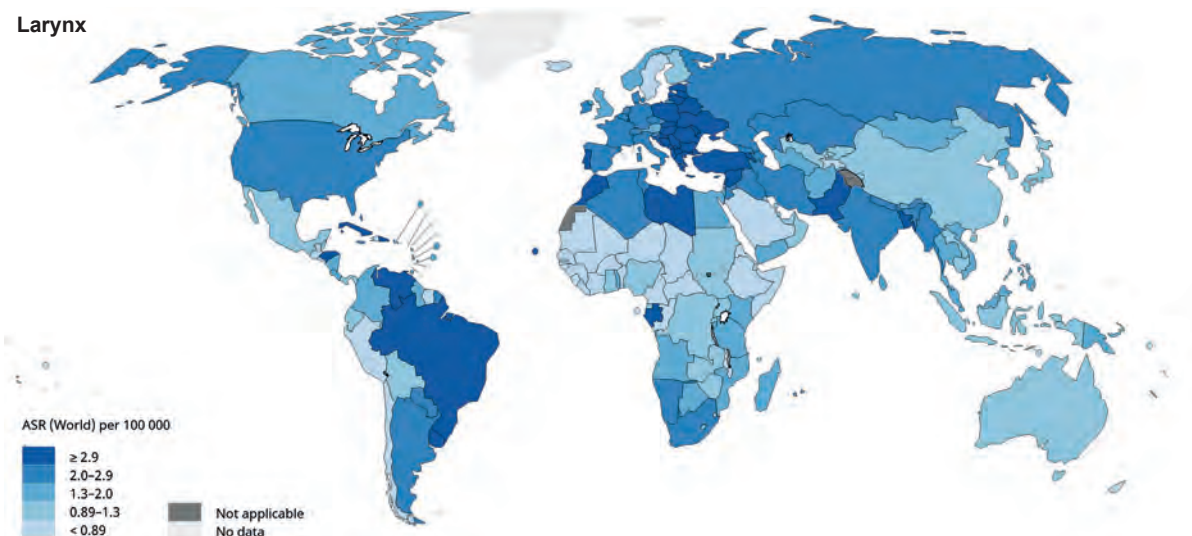 Larynx
ASR (World) per 100 000
≥ 2.9
2.0–2.9
1.3–2.0
0.89–1.3
< 0.89
Not applicable
No data